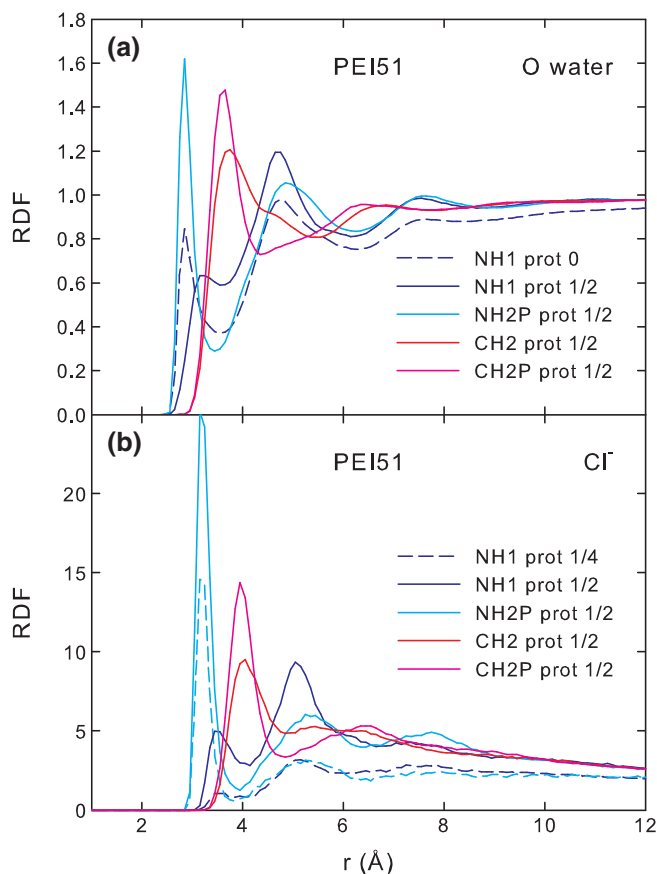 1.8
(a) PEI51 O water
1.6
1.4
1.2
1.0
RDF
0.8
0.6
0.4
0.2
0.0
NH1 prot 0
NH1 prot 1/2
NH2P prot 1/2
CH2 prot 1/2
CH2P prot 1/2
(b) PEI51 Cl⁻
20
15
RDF
10
5
0
NH1 prot 1/4
NH1 prot 1/2
NH2P prot 1/2
CH2 prot 1/2
CH2P prot 1/2
2 4 6 8 10 12
r (Å)